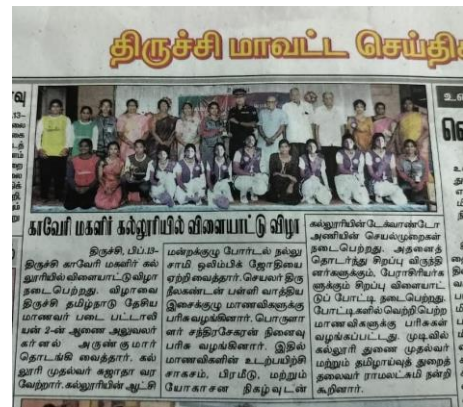 திருச்சி மாவட்ட செய்திக
காவேரி மகளிர் கல்லூரியில் விளையாட்டு விழா
திருச்சி, பிப்.13-
திருச்சி காவேரி மகளிர் கல்
லூரியில் விளையாட்டு விழா
நடைபெற்றது. விழாவை
திருச்சி தமிழ்நாடு தேசிய
மாணவர் படை பட்டாலி
யன் 2-ன் ஆணை அலுவலர்
கர்னல் அருண்குமார்
தொடங்கி வைத்தார். கல்
லூரி முதல்வர் சுஜாதா வர
வேற்றார். கல்லூரியின் ஆட்சி
மன்றக்குழு போர்டல் நல்லு
சாமி ஒலிம்பிக் ஜோதியை
ஏற்றிவைத்தார். செயலர் திரு
நீலகண்டன் பள்ளி வாத்திய
இசைக்குழு மாணவிகளுக்கு
பரிசு வழங்கினார். பொருளா
ளர் சந்திரசேகரன் நினைவு
பரிசு வழங்கினார். இதில்
மாணவிகளின் உடற்பயிற்சி
சாகசம், பிரமீடு, மற்றும்
யோகாசன நிகழ்வுடன்
கல்லூரியின் டேக்வாண்டோ
அணியின் செயல்முறைகள்
நடைபெற்றது. அதனைத்
தொடர்ந்து சிறப்பு விருந்தி
னர்களுக்கும், பேராசிரியர்க
ளுக்கும் சிறப்பு விளையாட்
டுப் போட்டி நடைபெற்றது.
போட்டிகளில் வெற்றி பெற்ற
மாணவிகளுக்கு பரிசுகள்
வழங்கப்பட்டது. முடிவில்
கல்லூரி துணை முதல்வர்
மற்றும் தமிழாய்வுத் துறைத்
தலைவர் ராமலட்சுமி நன்றி
கூறினார்.